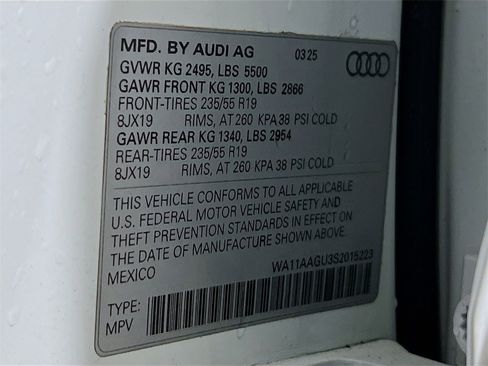 MFD. BY AUDI AG 03 25
GVWR KG 2495, LBS 5500
GAWR FRONT KG 1300, LBS 2866
FRONT-TIRES 235/55 R19
8JX19 RIMS, AT 260 KPA 38 PSI COLD
GAWR REAR KG 1340, LBS 2954
REAR-TIRES 235/55 R19
8JX19 RIMS, AT 260 KPA 38 PSI COLD
THIS VEHICLE CONFORMS TO ALL APPLICABLE
U.S. FEDERAL MOTOR VEHICLE SAFETY AND
THEFT PREVENTION STANDARDS IN EFFECT ON
THE DATE OF MANUFACTURE SHOWN ABOVE.
MEXICO WA11AAGU3S2015223
TYPE:
MPV